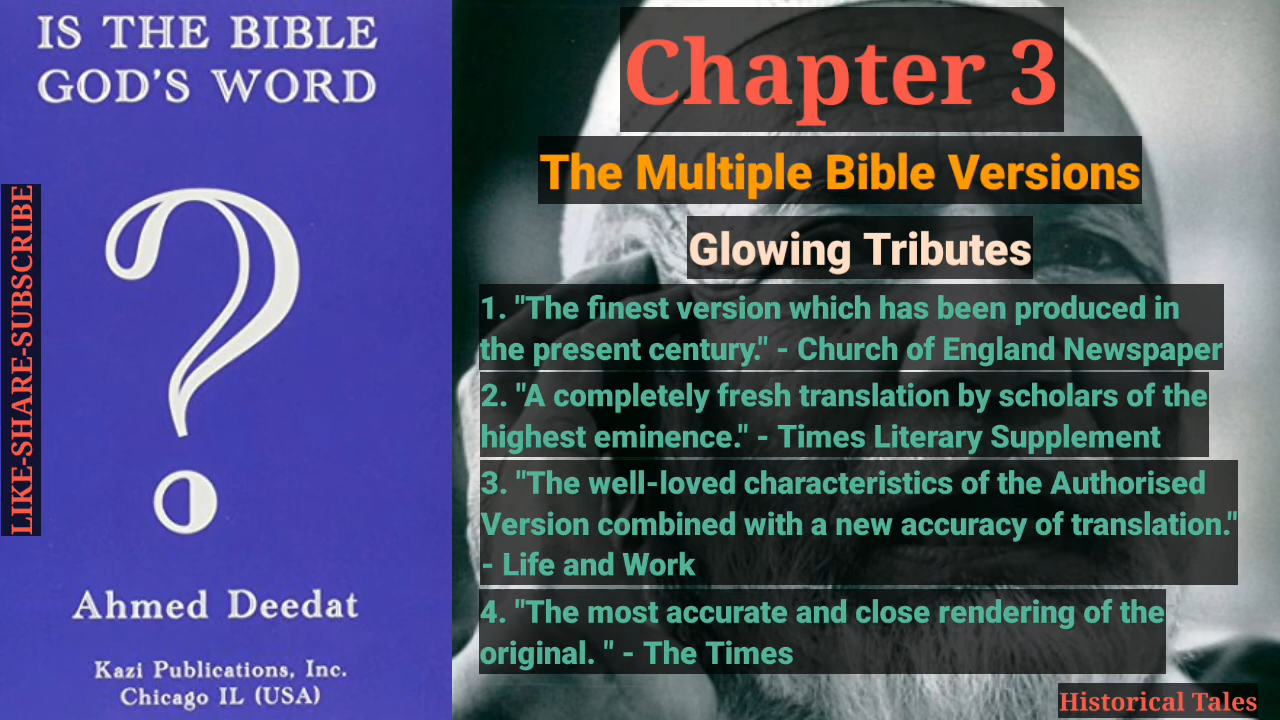 IS THE BIBLE
GOD'S WORD
?
Ahmed Deedat
Kazi Publications, Inc.
Chicago IL (USA)
LIKE-SHARE-SUBSCRIBE
Chapter 3
The Multiple Bible Versions
Glowing Tributes
1. "The finest version which has been produced in
the present century." - Church of England Newspaper
2. "A completely fresh translation by scholars of the
highest eminence." - Times Literary Supplement
3. "The well-loved characteristics of the Authorised
Version combined with a new accuracy of translation."
- Life and Work
4. "The most accurate and close rendering of the
original. " - The Times
Historical Tales